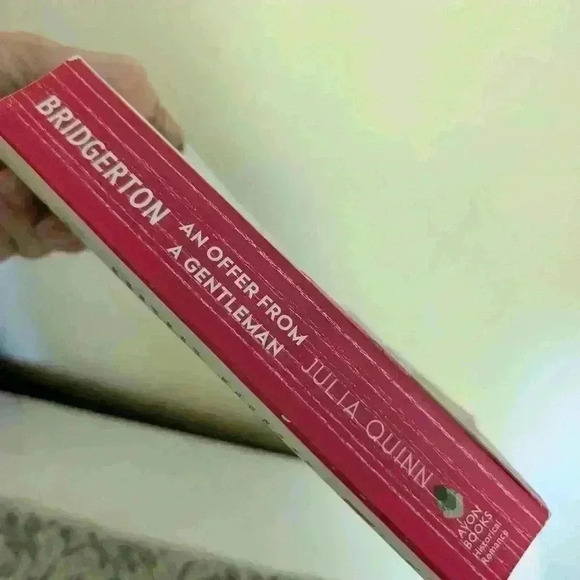 BRIDGERTON
AN OFFER FROM
A GENTLEMAN
JULIA QUINN
AVON
BOOKS
Historical
Romance